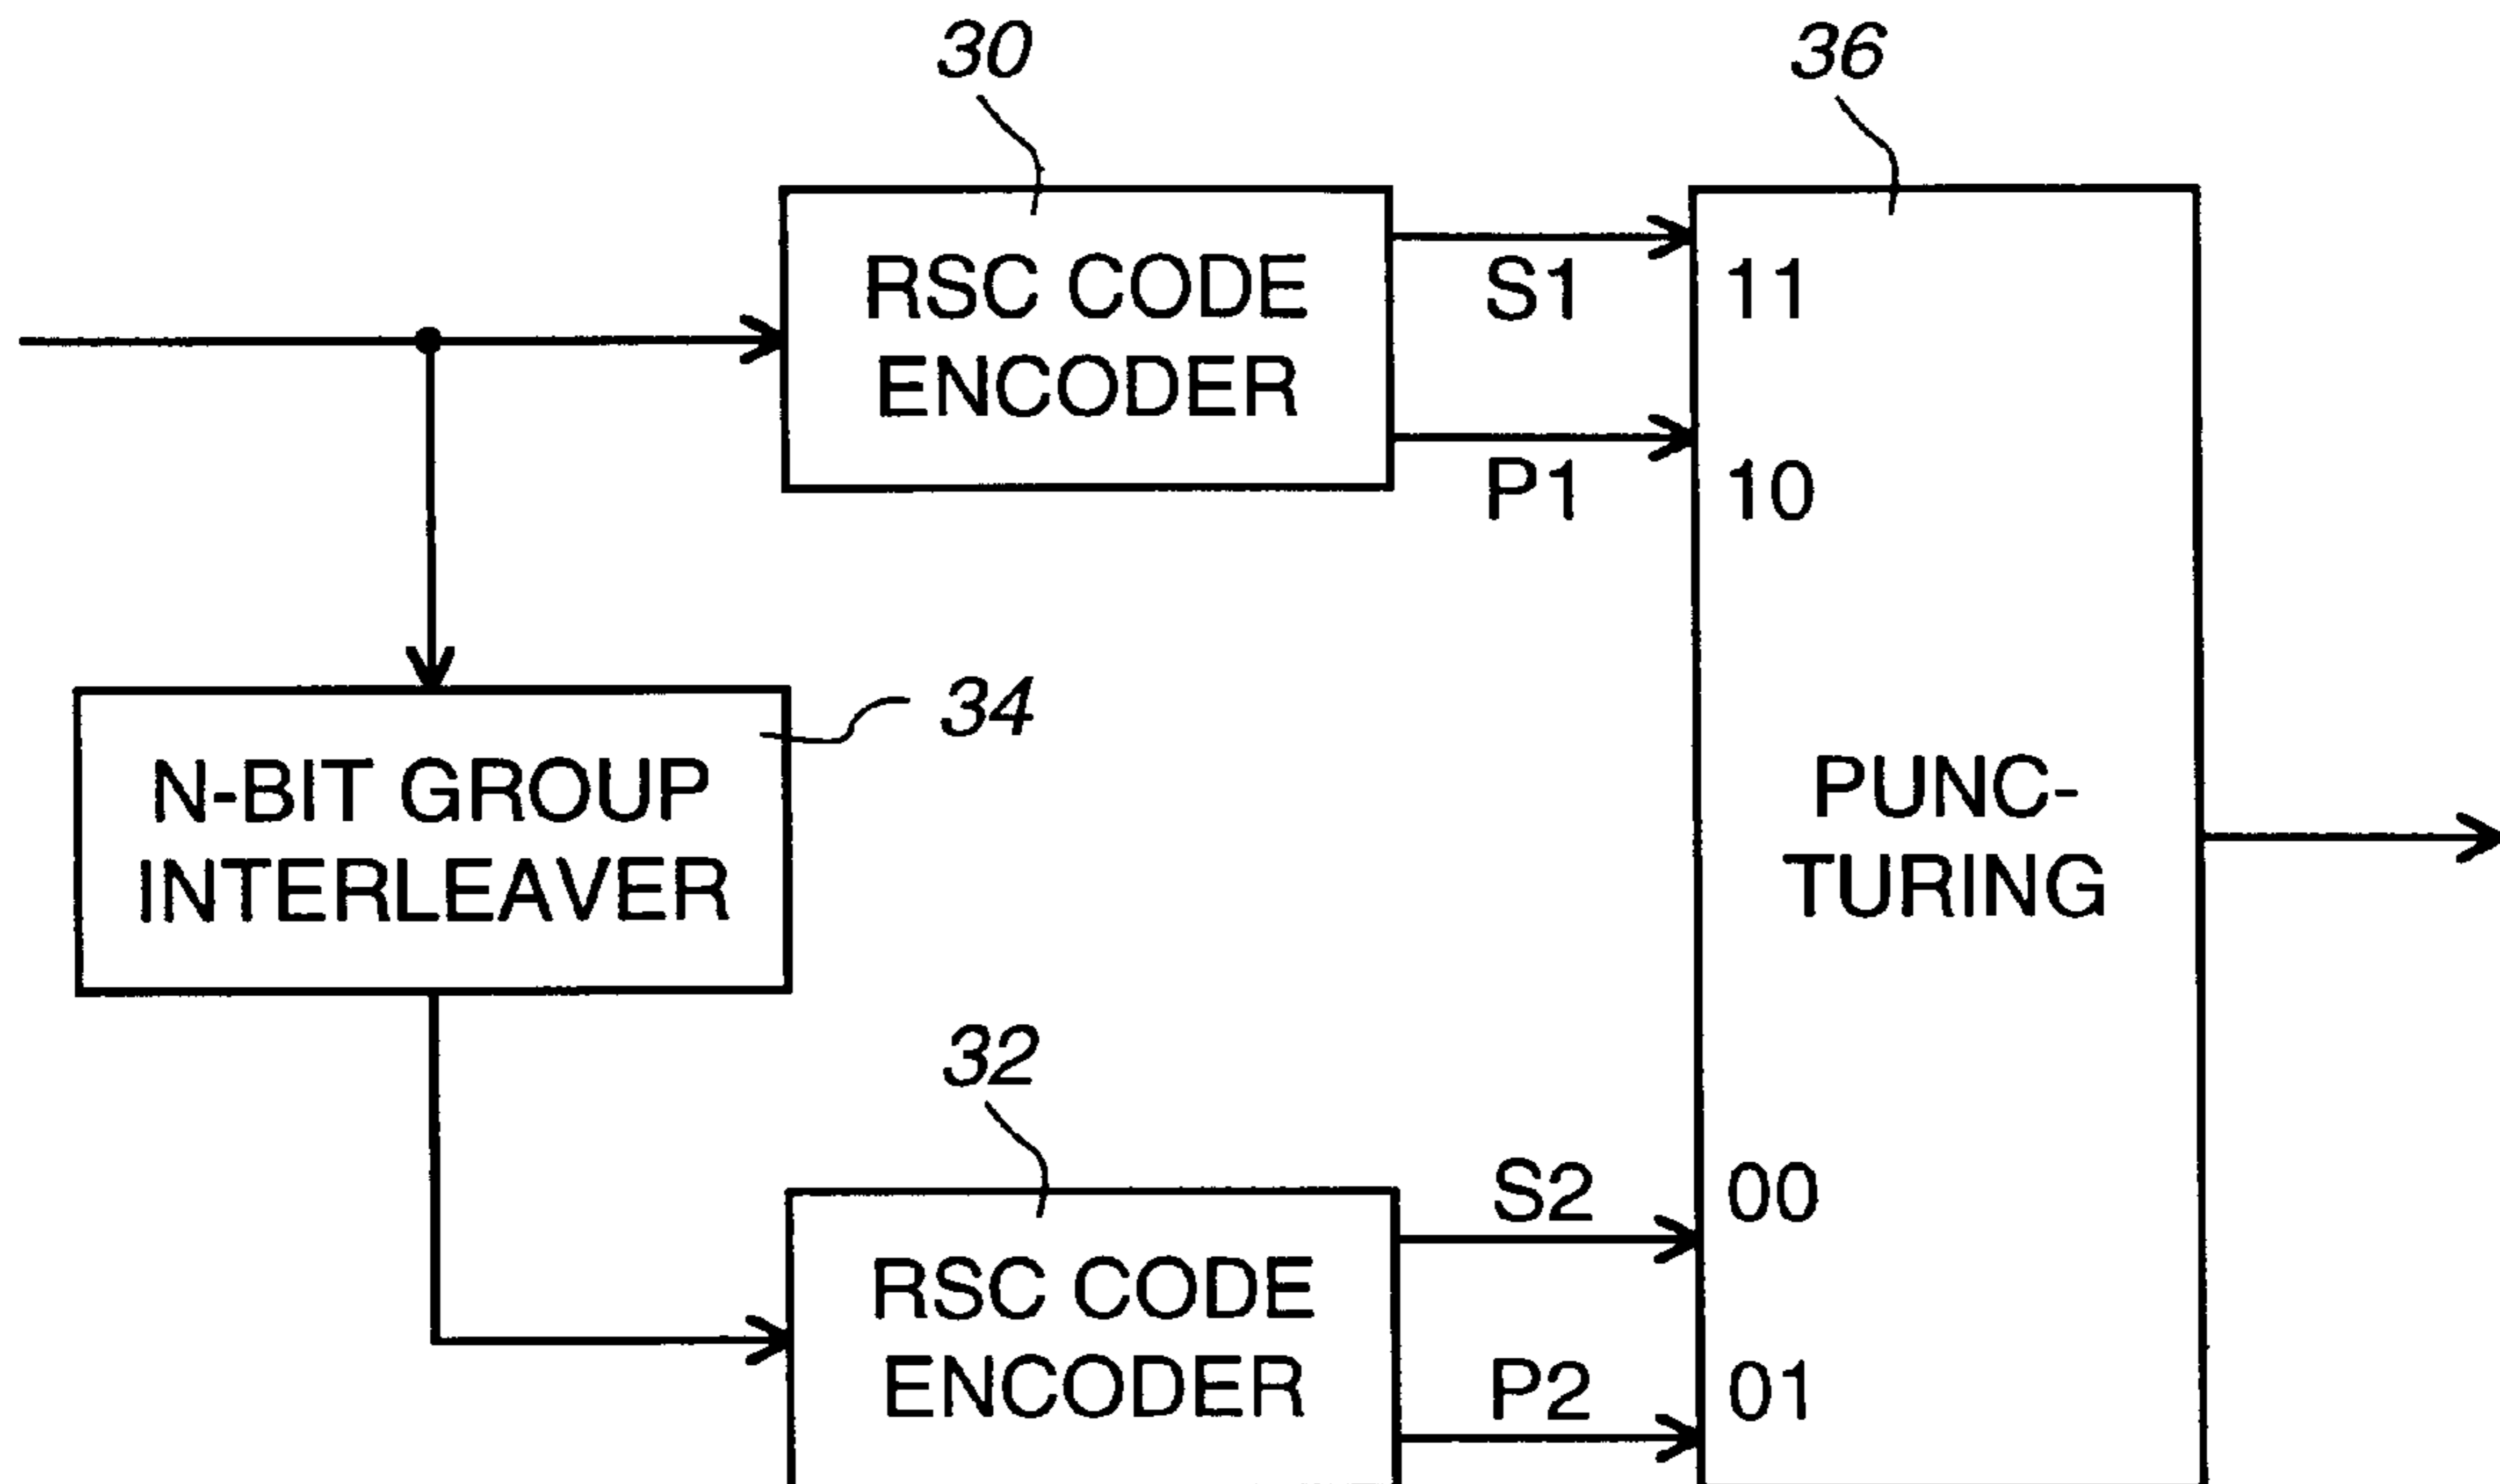 30
36
RSC CODE
ENCODER
S1
11
P1
10
34
N-BIT GROUP
INTERLEAVER
PUNC-
TURING
32
RSC CODE
ENCODER
S2
00
P2
01